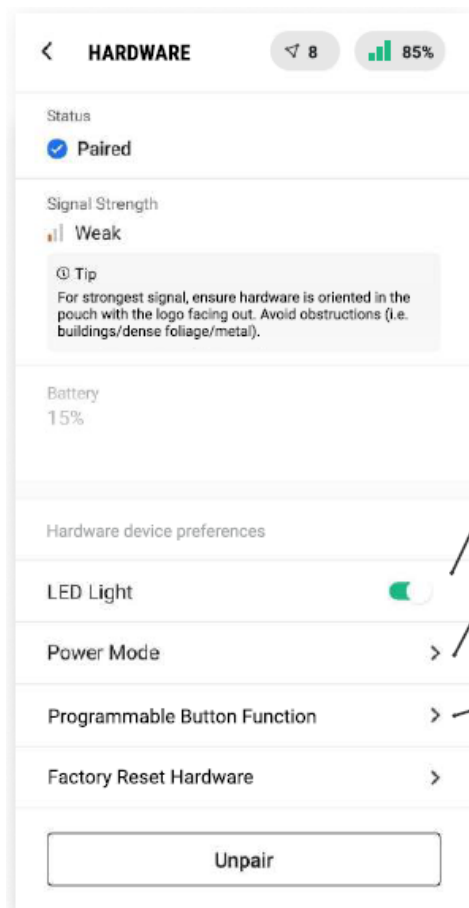 HARDWARE 8 85%
Status
Paired
Signal Strength
Weak
Tip
For strongest signal, ensure hardware is oriented in the
pouch with the logo facing out. Avoid obstructions (i.e.
buildings/dense foliage/metal).
Battery
15%
Hardware device preferences
LED Light
Power Mode
Programmable Button Function
Factory Reset Hardware
Unpair